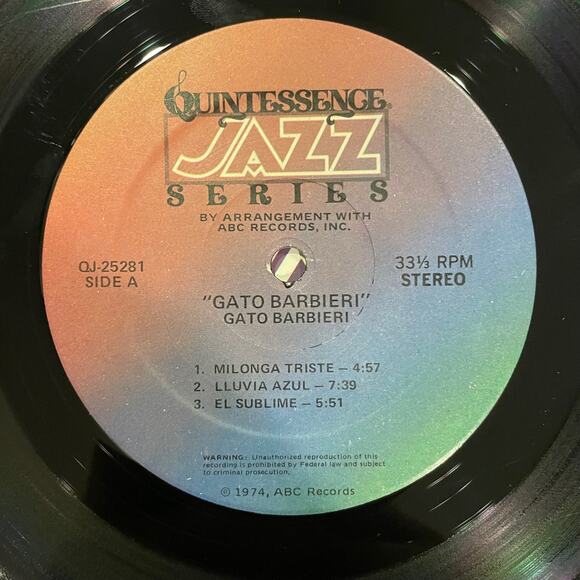 QUINTESSENCE®
JAZZ
SERIES
BY ARRANGEMENT WITH
ABC RECORDS, INC.
QJ-25281
SIDE A
33⅓ RPM
STEREO
"GATO BARBIERI"
GATO BARBIERI
1. MILONGA TRISTE – 4:57
2. LLUVIA AZUL – 7:39
3. EL SUBLIME – 5:51
WARNING: Unauthorized reproduction of this
recording is prohibited by Federal law and subject
to criminal prosecution.
℗ 1974, ABC Records